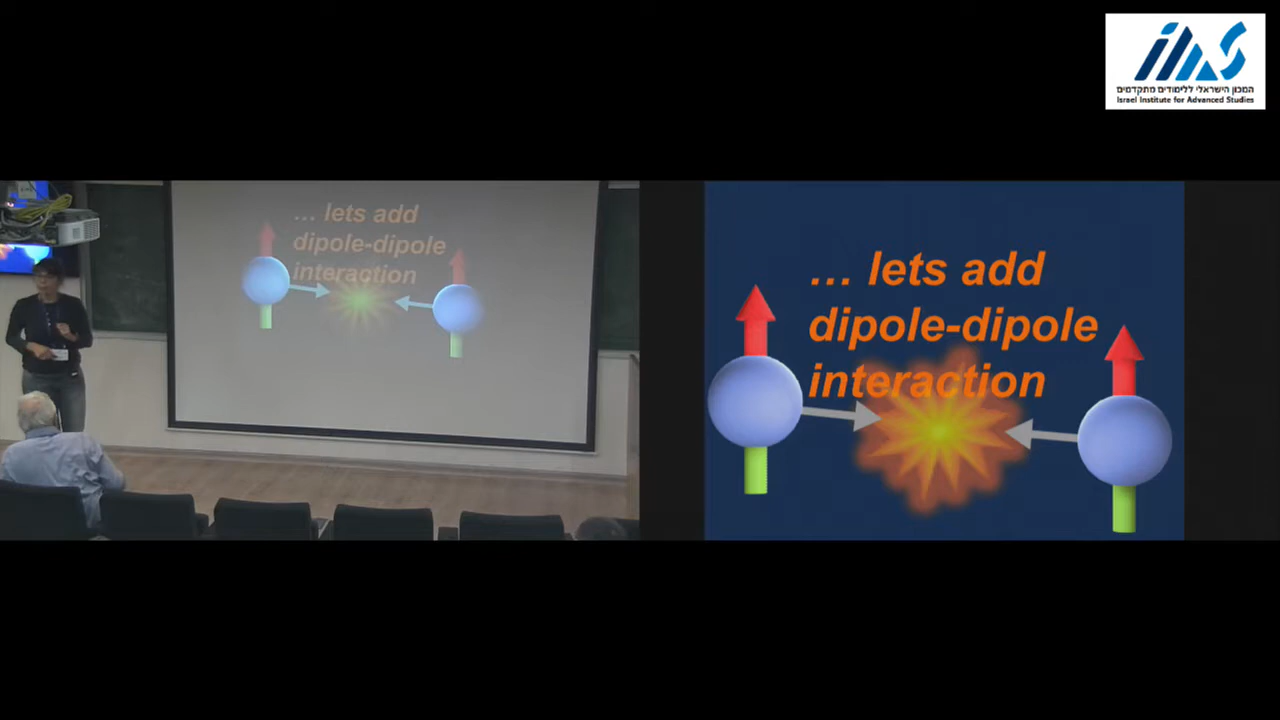 המכון הישראלי ללימודים מתקדמים
Israel Institute for Advanced Studies
... lets add
dipole-dipole
interaction
... lets add
dipole-dipole
interaction